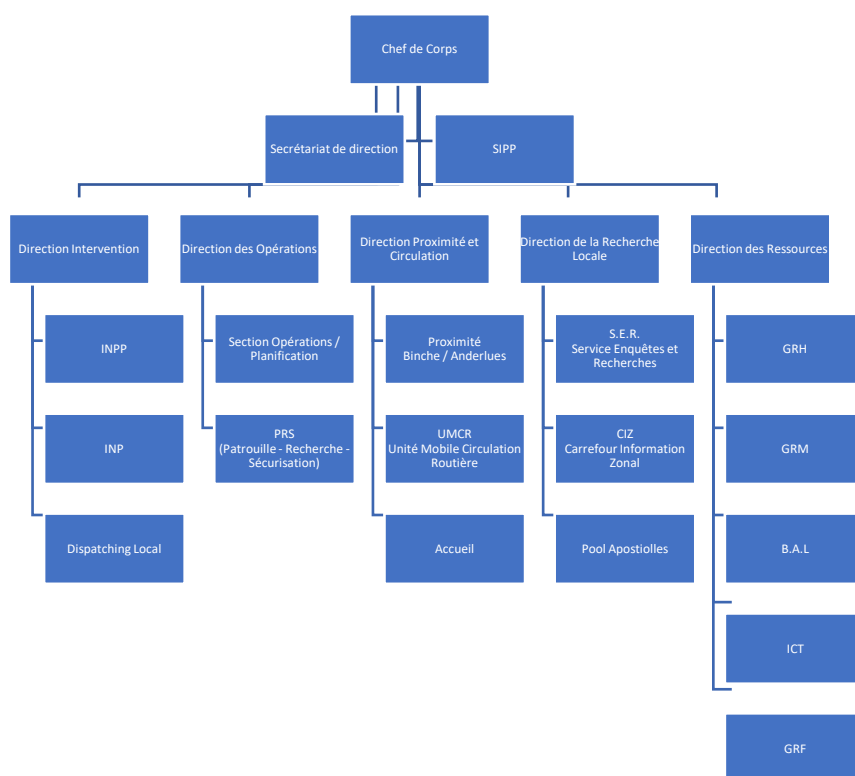 Chef de Corps
Secrétariat de direction
SIPP
Direction Intervention
Direction des Opérations
Direction Proximité et
Circulation
Direction de la Recherche
Locale
Direction des Ressources
INPP
Section Opérations /
Planification
Proximité
Binche / Anderlues
S.E.R.
Service Enquêtes et
Recherches
GRH
INP
PRS
(Patrouille - Recherche -
Sécurisation)
UMCR
Unité Mobile Circulation
Routière
CIZ
Carrefour Information
Zonal
GRM
Dispatching Local
Accueil
Pool Apostiolles
B.A.L
ICT
GRF